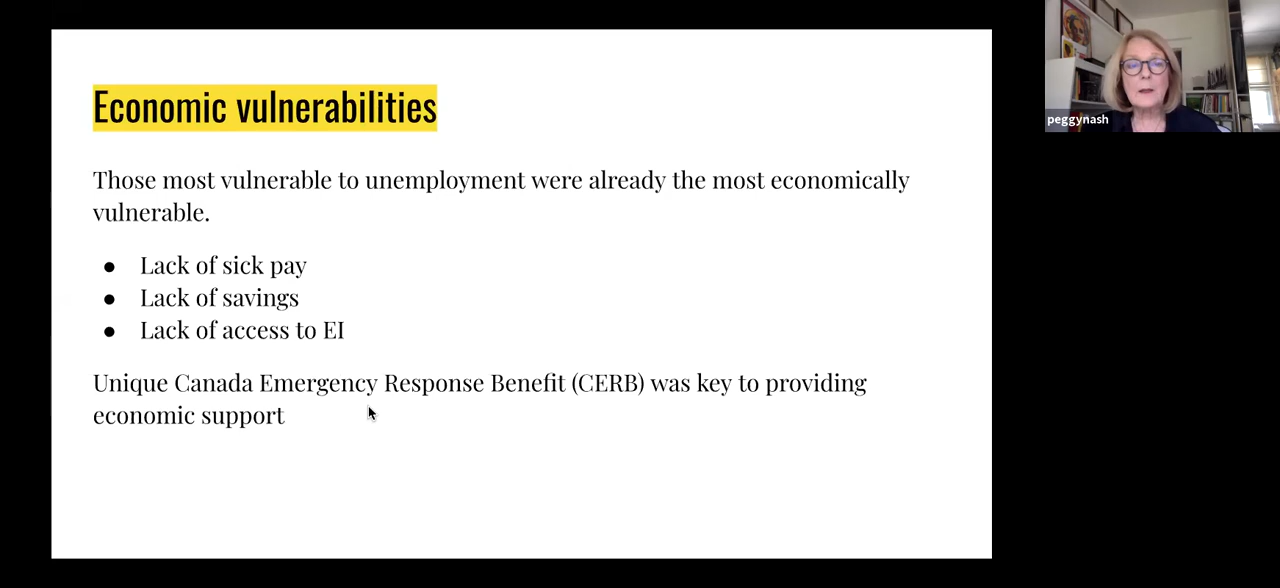 Economic vulnerabilities
Those most vulnerable to unemployment were already the most economically
vulnerable.
● Lack of sick pay
● Lack of savings
● Lack of access to EI
Unique Canada Emergency Response Benefit (CERB) was key to providing
economic support
peggynash